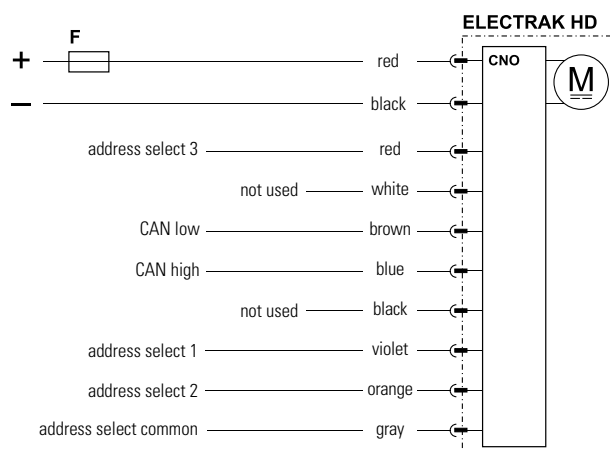 ELECTRAK HD
F
+ red CNO
M
– black
address select 3 red
not used white
CAN low brown
CAN high blue
not used black
address select 1 violet
address select 2 orange
address select common gray